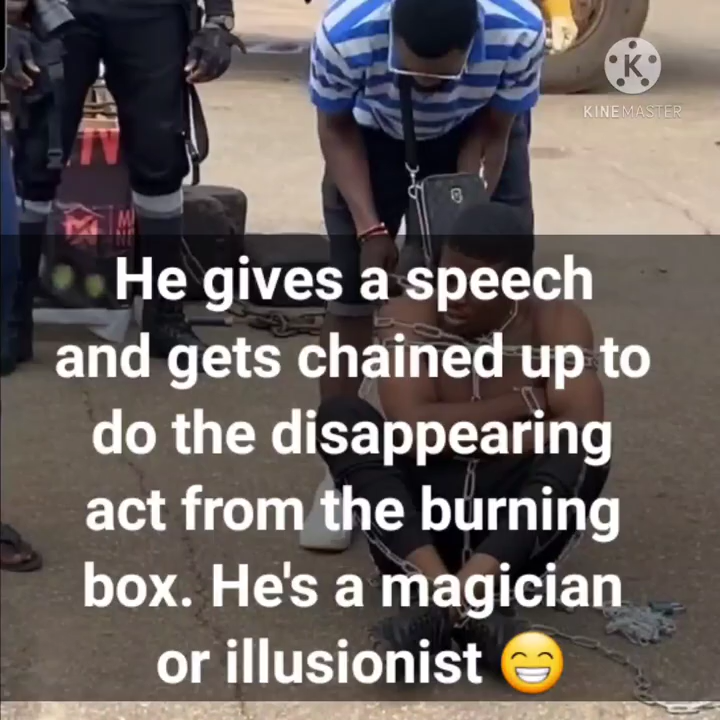 K
KINEMASTER
He gives a speech
and gets chained up to
do the disappearing
act from the burning
box. He's a magician
or illusionist 😁